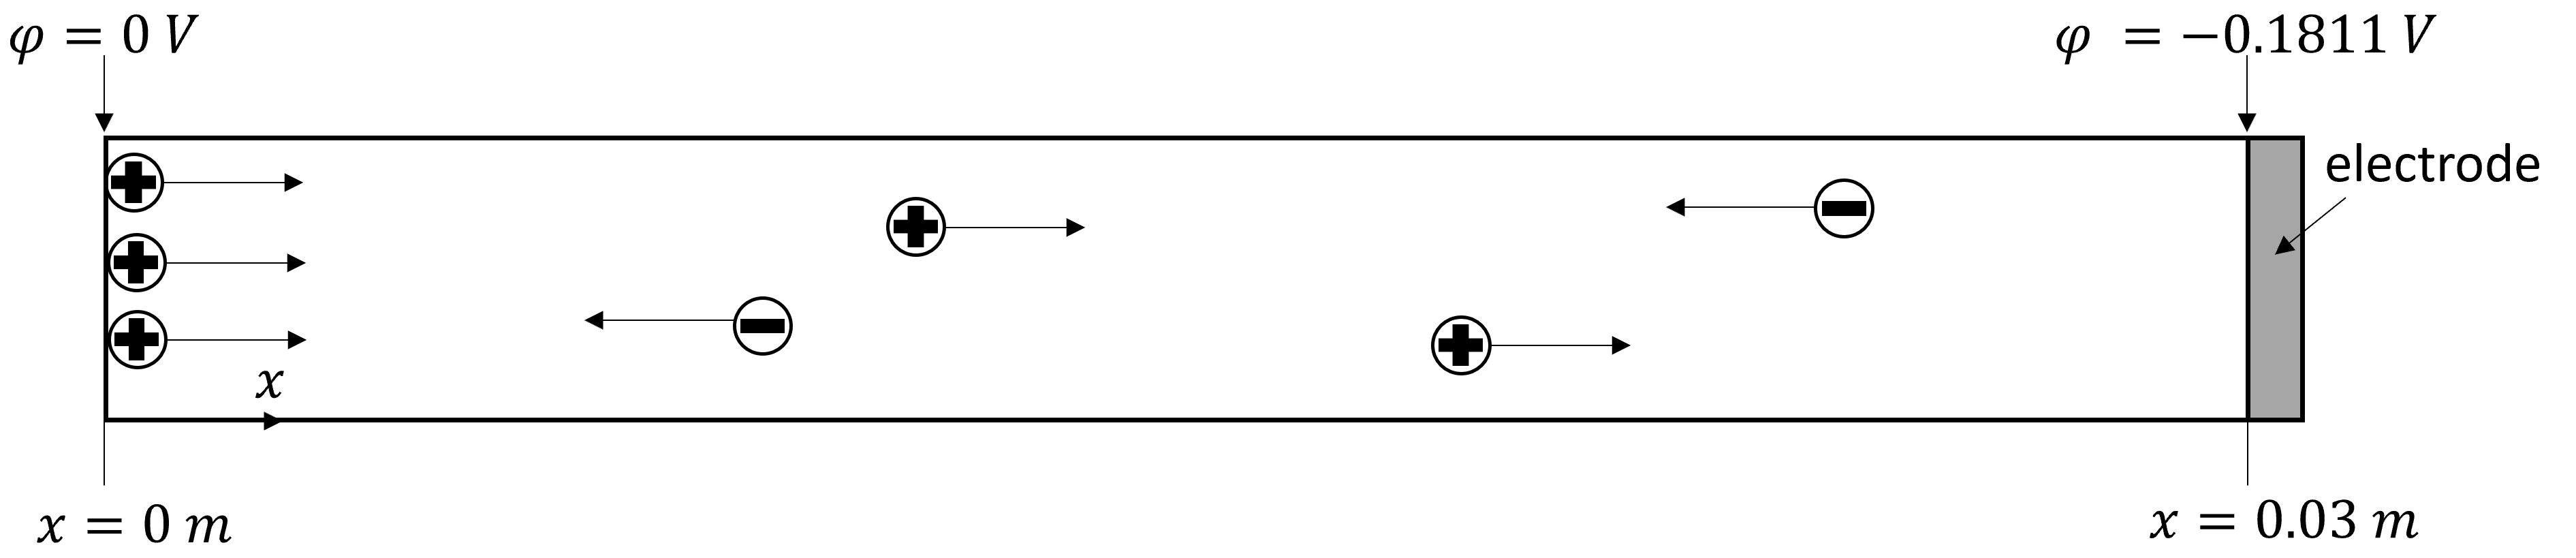 φ = 0 V
φ = −0.1811 V
electrode
x
x = 0 m
x = 0.03 m